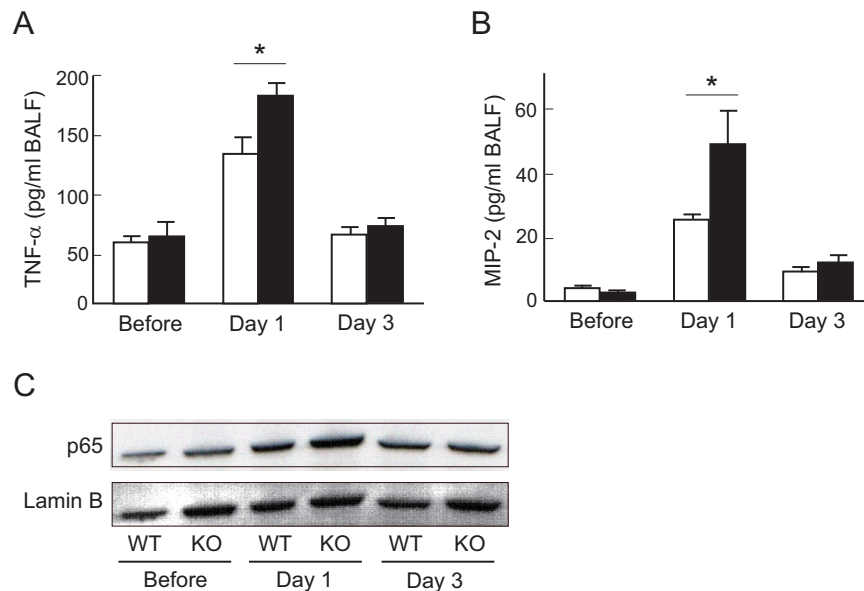 A
TNF-α (pg/ml BALF)
200
150
100
50
0
*
Before
Day 1
Day 3
B
MIP-2 (pg/ml BALF)
60
40
20
0
*
Before
Day 1
Day 3
C
p65
Lamin B
WT KO WT KO WT KO
Before Day 1 Day 3